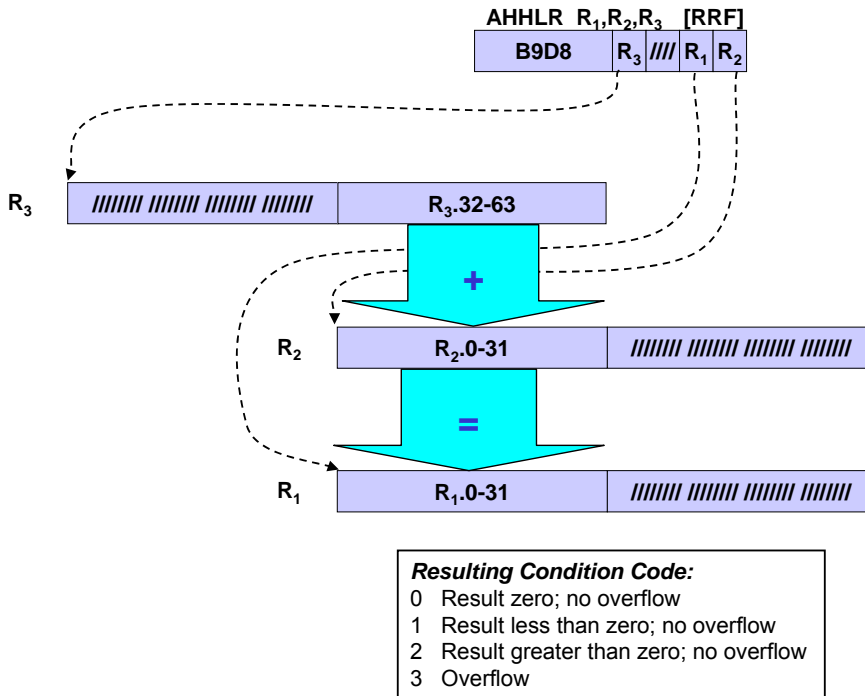 AHHLR R₁,R₂,R₃ [RRF]
B9D8 R₃ //// R₁ R₂
R₃ //////// //////// //////// //////// R₃.32-63
+
R₂ R₂.0-31 //////// //////// //////// ////////
=
R₁ R₁.0-31 //////// //////// //////// ////////
Resulting Condition Code:
0 Result zero; no overflow
1 Result less than zero; no overflow
2 Result greater than zero; no overflow
3 Overflow